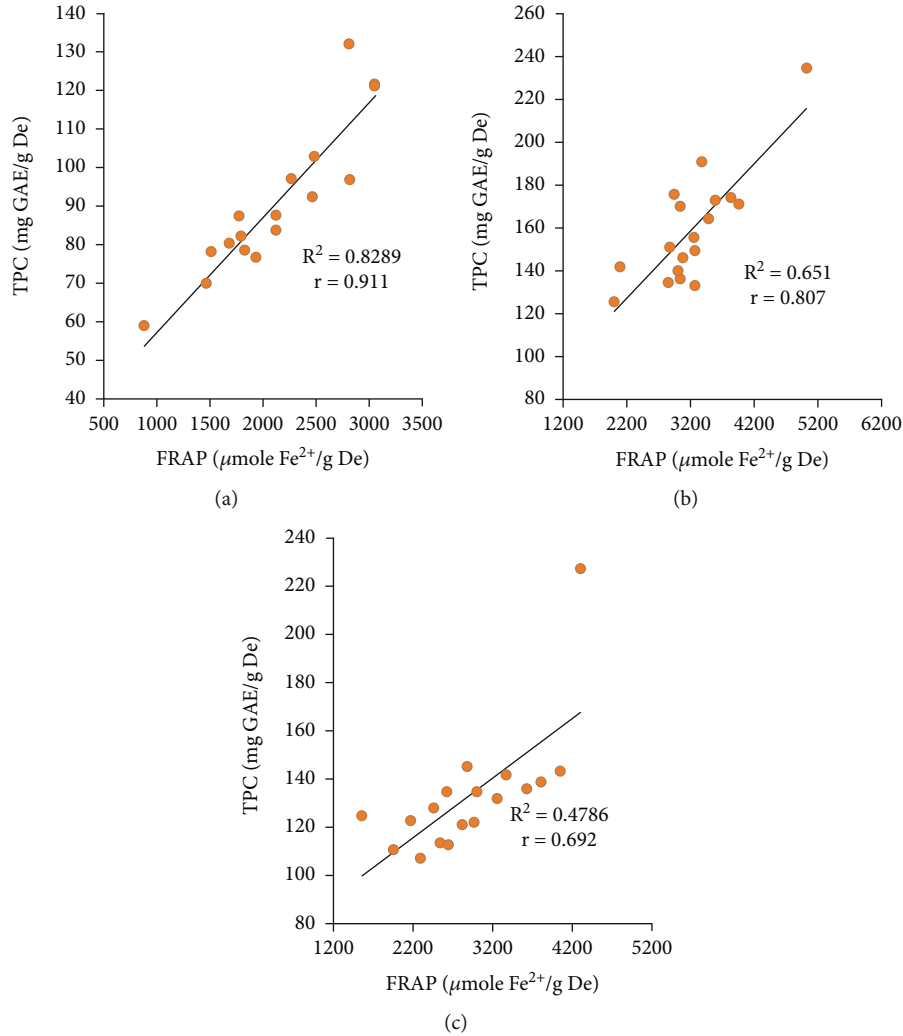 140
130
120
110
100
90
80
70
60
50
40
TPC (mg GAE/g De)
R² = 0.8289
r = 0.911
500 1000 1500 2000 2500 3000 3500
FRAP (μmole Fe²⁺/g De)
(a)
260
240
220
200
180
160
140
120
100
80
TPC (mg GAE/g De)
R² = 0.651
r = 0.807
1200 2200 3200 4200 5200 6200
FRAP (μmole Fe²⁺/g De)
(b)
240
220
200
180
160
140
120
100
80
TPC (mg GAE/g De)
R² = 0.4786
r = 0.692
1200 2200 3200 4200 5200
FRAP (μmole Fe²⁺/g De)
(c)